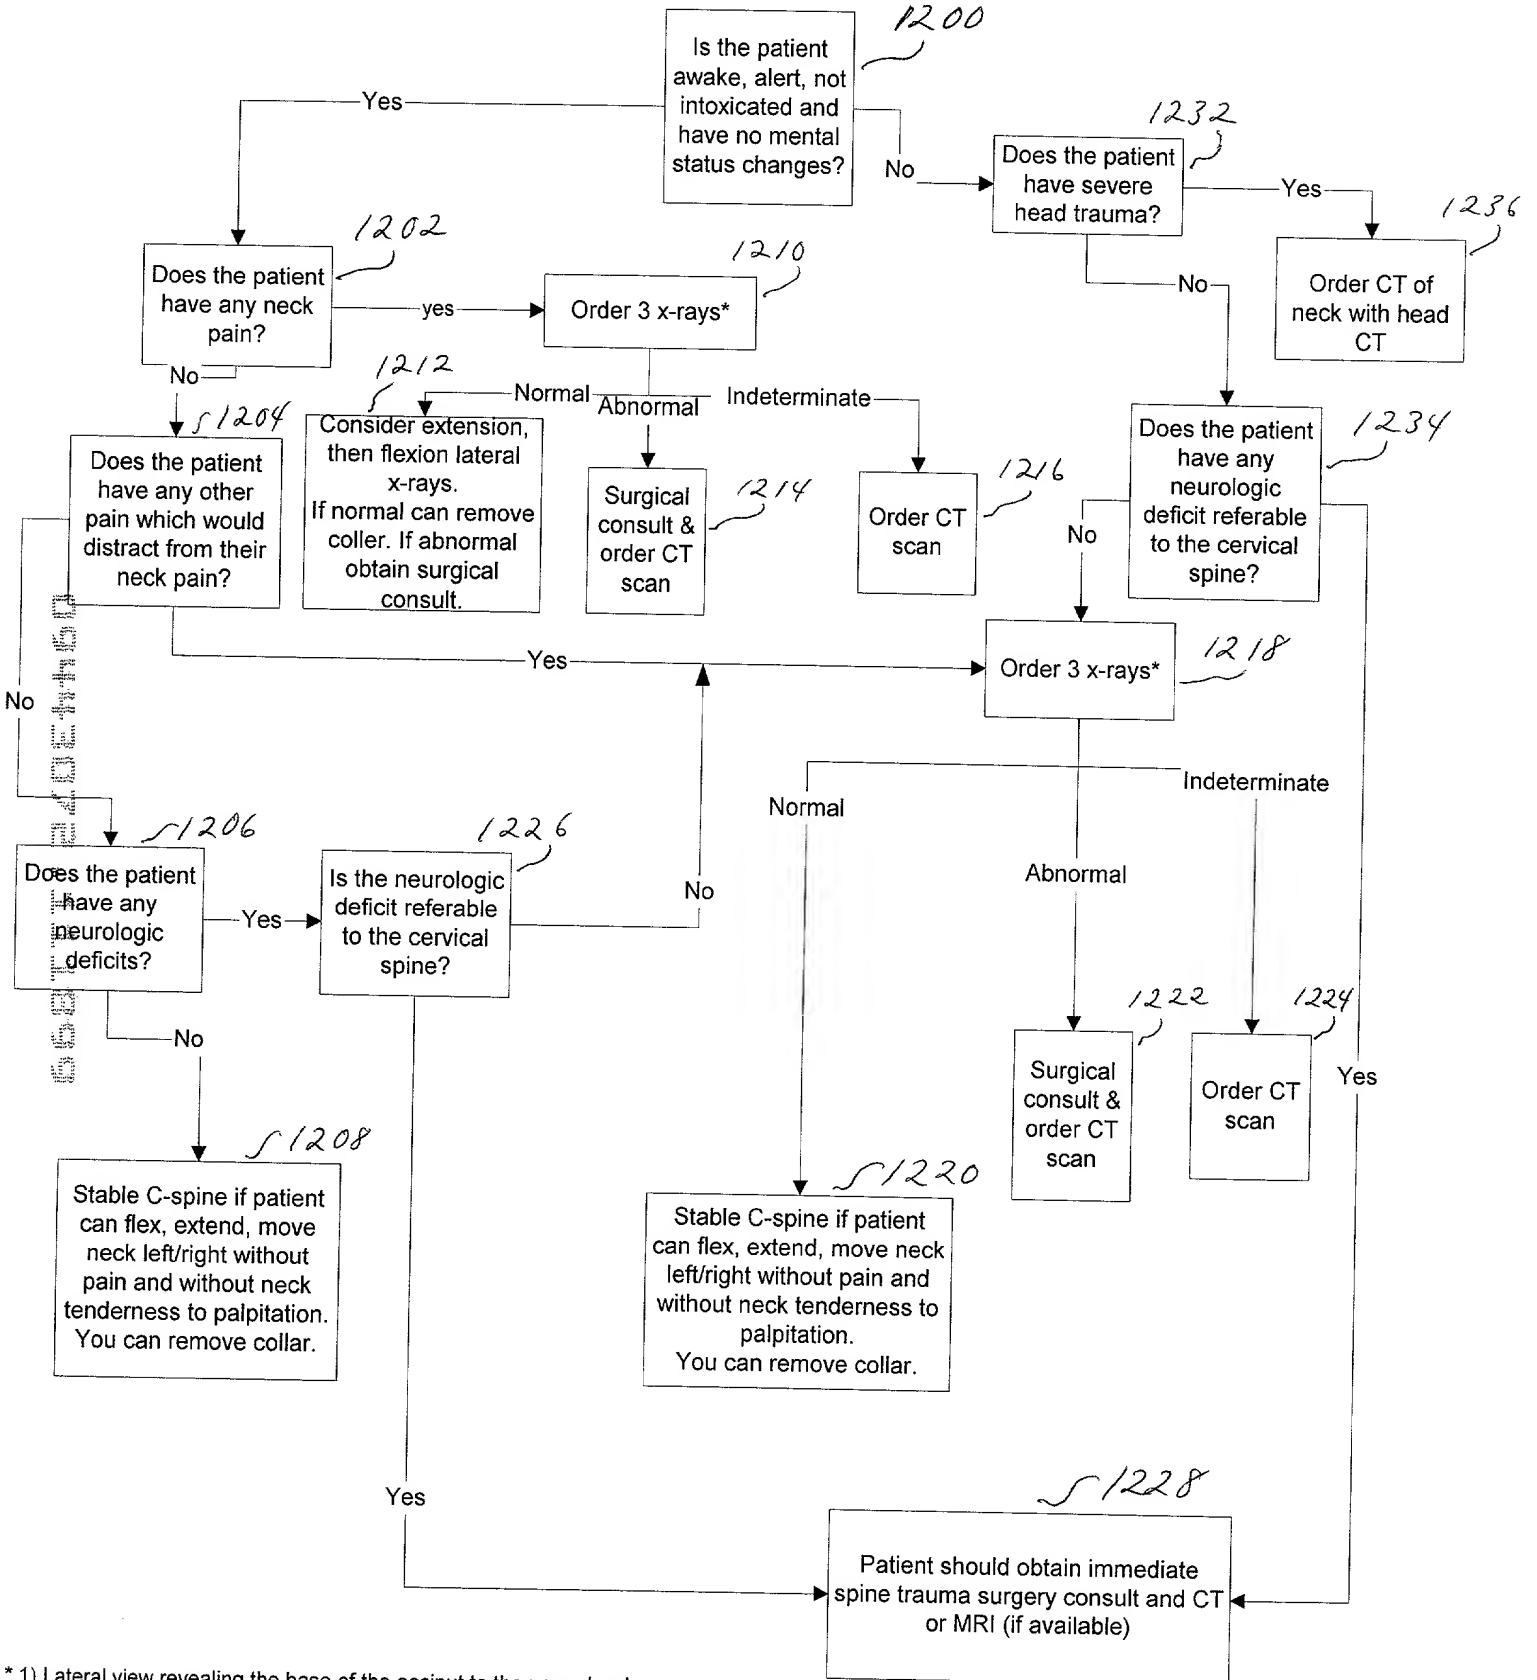 1200
Is the patient
awake, alert, not
intoxicated and
have no mental
status changes?
Yes
No
1232
Does the patient
have severe
head trauma?
Yes
1236
Order CT of
neck with head
CT
No
1202
Does the patient
have any neck
pain?
yes
1210
Order 3 x-rays*
No
1212
Normal
Abnormal
Indeterminate
1204
Does the patient
have any other
pain which would
distract from their
neck pain?
Consider extension,
then flexion lateral
x-rays.
If normal can remove
coller. If abnormal
obtain surgical
consult.
Surgical
consult &
order CT
scan
1214
Order CT
scan
1216
1234
Does the patient
have any
neurologic
deficit referable
to the cervical
spine?
No
Yes
Order 3 x-rays*
1218
No
Normal
Abnormal
Indeterminate
1206
Does the patient
have any
neurologic
deficits?
Yes
1226
Is the neurologic
deficit referable
to the cervical
spine?
No
No
1222
Surgical
consult &
order CT
scan
1224
Order CT
scan
Yes
1208
Stable C-spine if patient
can flex, extend, move
neck left/right without
pain and without neck
tenderness to palpitation.
You can remove collar.
1220
Stable C-spine if patient
can flex, extend, move neck
left/right without pain and
without neck tenderness to
palpitation.
You can remove collar.
Yes
1228
Patient should obtain immediate
spine trauma surgery consult and CT
or MRI (if available)
* 1) Lateral view revealing the base of the occiput to the